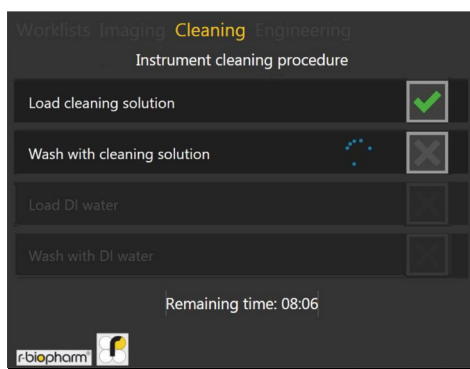 Worklists Imaging Cleaning Engineering
Instrument cleaning procedure
Load cleaning solution
Wash with cleaning solution
Load DI water
Wash with DI water
Remaining time: 08:06
r-biopharm®